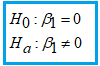 H₀ : β₁ = 0
Hₐ : β₁ ≠ 0